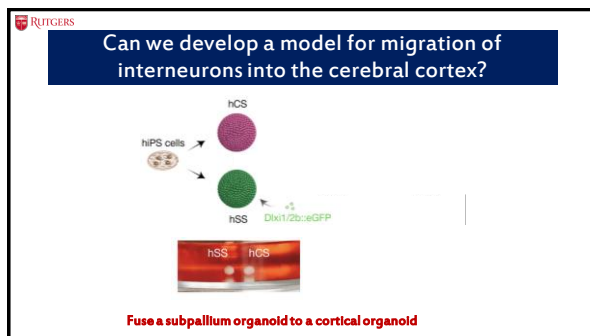 RUTGERS
Can we develop a model for migration of
interneurons into the cerebral cortex?
hCS
hiPS cells
hSS
Dlxi1/2b::eGFP
hSS hCS
Fuse a subpallium organoid to a cortical organoid